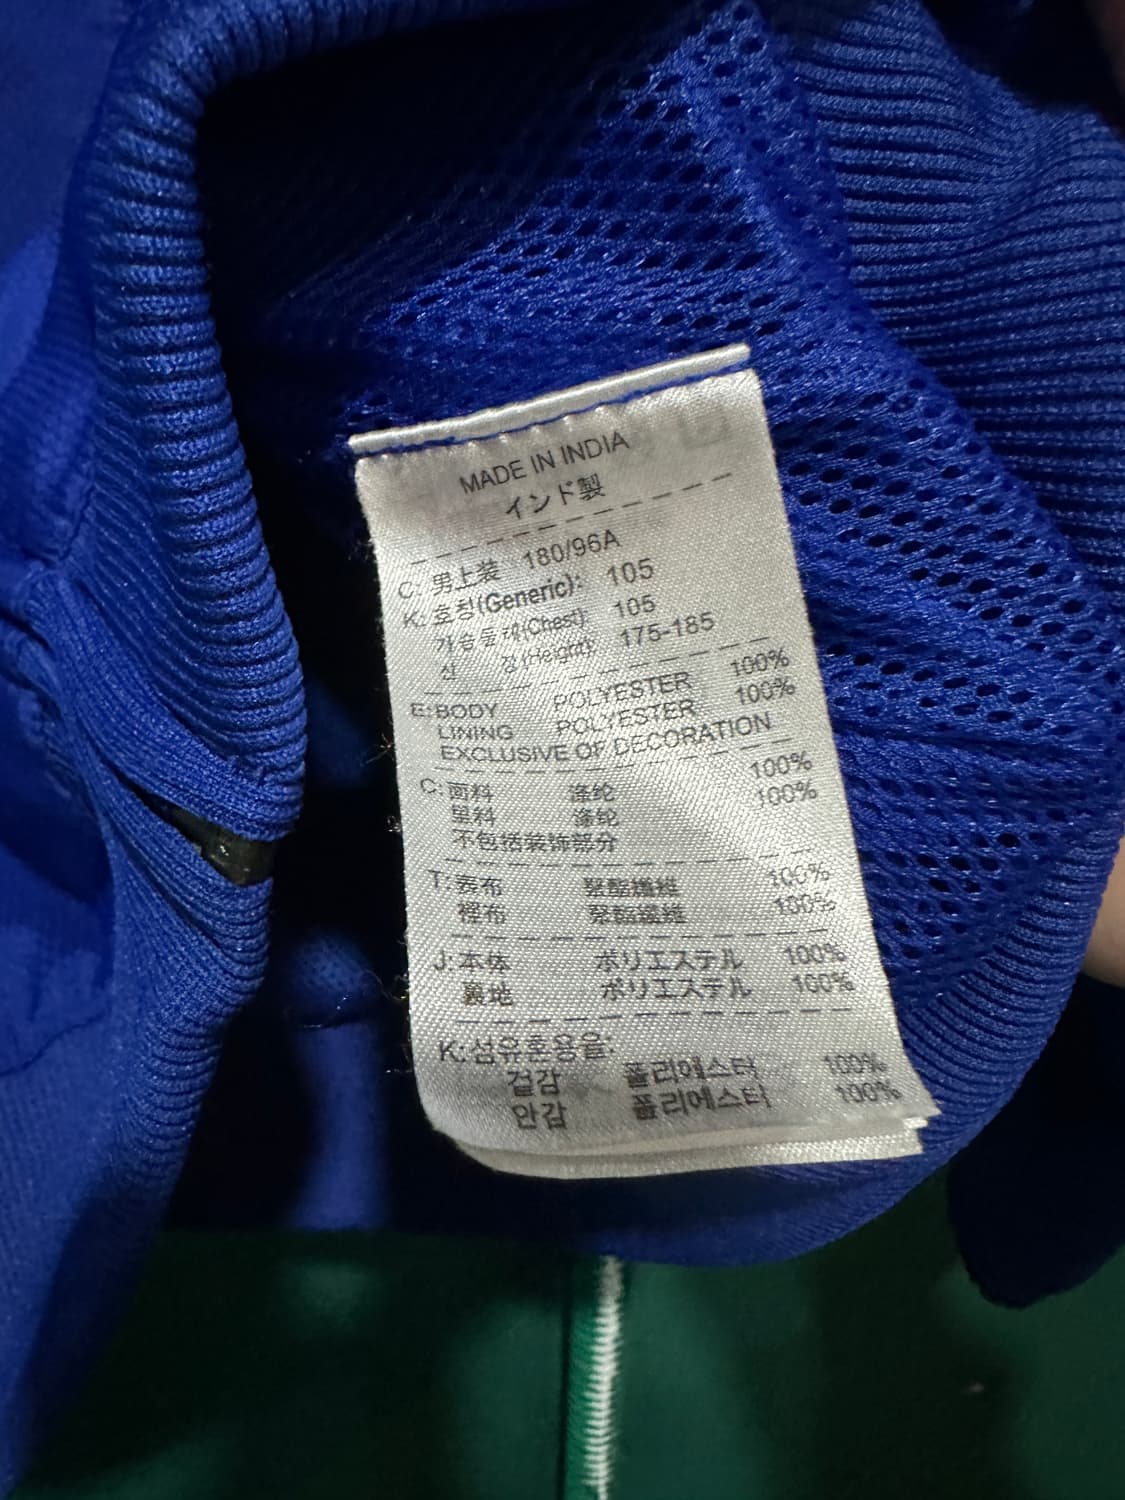 MADE IN INDIA
インド製
C: 男上装 180/96A
K: 호칭(Generic): 105
가슴둘레(Chest): 105
신 장(Height): 175-185
E: BODY POLYESTER 100%
LINING POLYESTER 100%
EXCLUSIVE OF DECORATION
C: 面料 涤纶 100%
里料 涤纶 100%
不包括装饰部分
T: 表布 聚酯纖維 100%
裡布 聚酯纖維 100%
J: 本体 ポリエステル 100%
裏地 ポリエステル 100%
K: 섬유혼용율:
겉감 폴리에스터 100%
안감 폴리에스터 100%